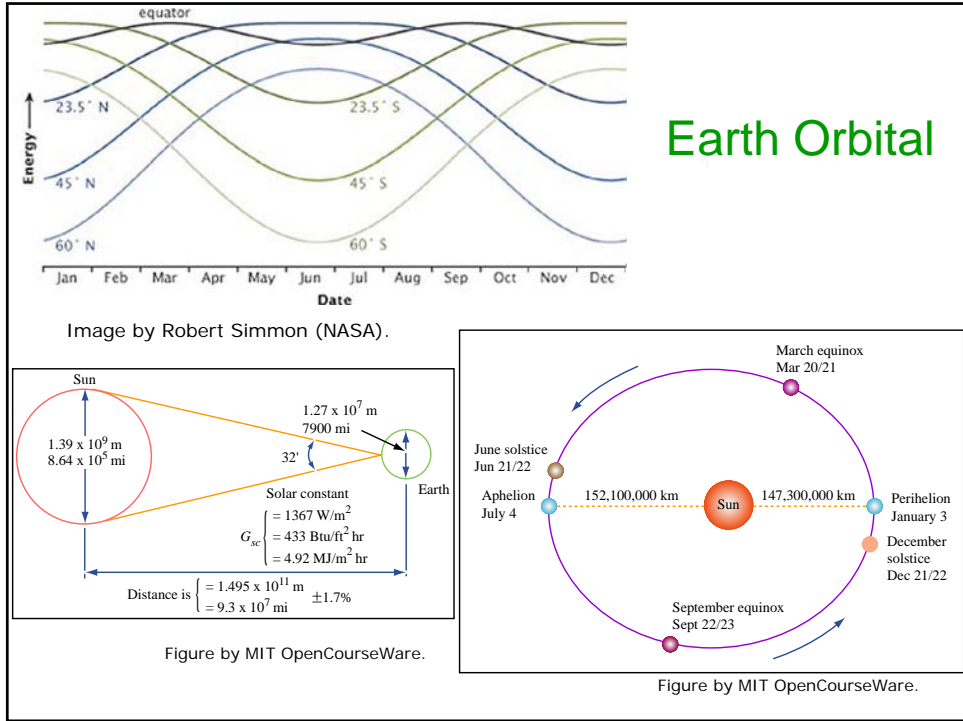 equator
Energy
23.5° N
23.5° S
45° N
45° S
60° N
60° S
Jan Feb Mar Apr May Jun Jul Aug Sep Oct Nov Dec
Date
Image by Robert Simmon (NASA).
Earth Orbital
Sun
1.39 x 10⁹ m
8.64 x 10⁵ mi
1.27 x 10⁷ m
7900 mi
32'
Earth
Solar constant
G_sc { = 1367 W/m²
= 433 Btu/ft² hr
= 4.92 MJ/m² hr
Distance is { = 1.495 x 10¹¹ m
= 9.3 x 10⁷ mi
±1.7%
Figure by MIT OpenCourseWare.
March equinox
Mar 20/21
June solstice
Jun 21/22
Aphelion
July 4
152,100,000 km
Sun
147,300,000 km
Perihelion
January 3
December
solstice
Dec 21/22
September equinox
Sept 22/23
Figure by MIT OpenCourseWare.